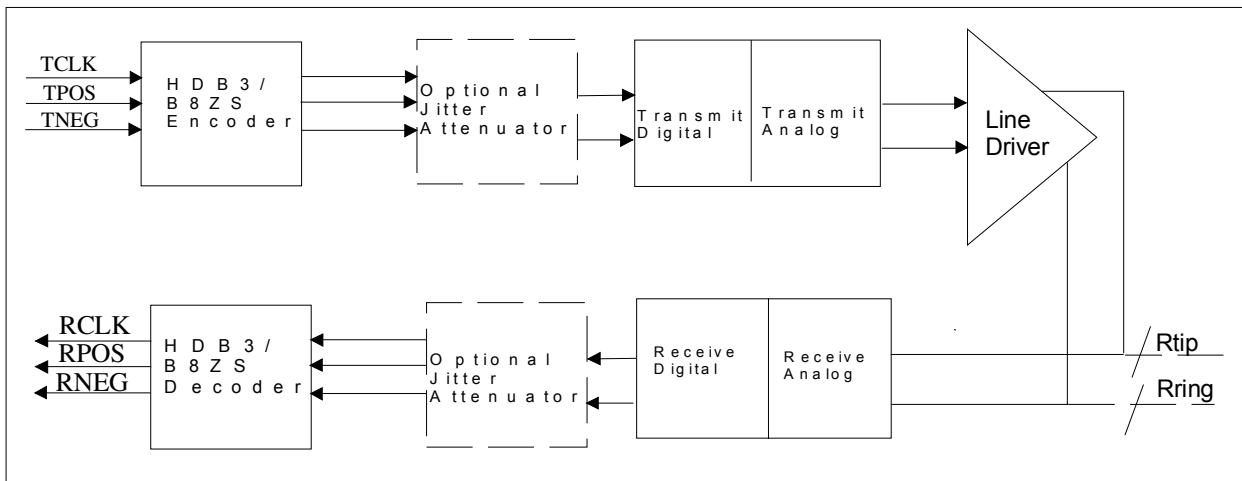 TCLK
TPOS
TNEG
HDB3/
B8ZS
Encoder
Optional
Jitter
Attenuator
Transmit
Digital
Transmit
Analog
Line
Driver
RCLK
RPOS
RNEG
HDB3/
B8ZS
Decoder
Optional
Jitter
Attenuator
Receive
Digital
Receive
Analog
Rtip
Rring